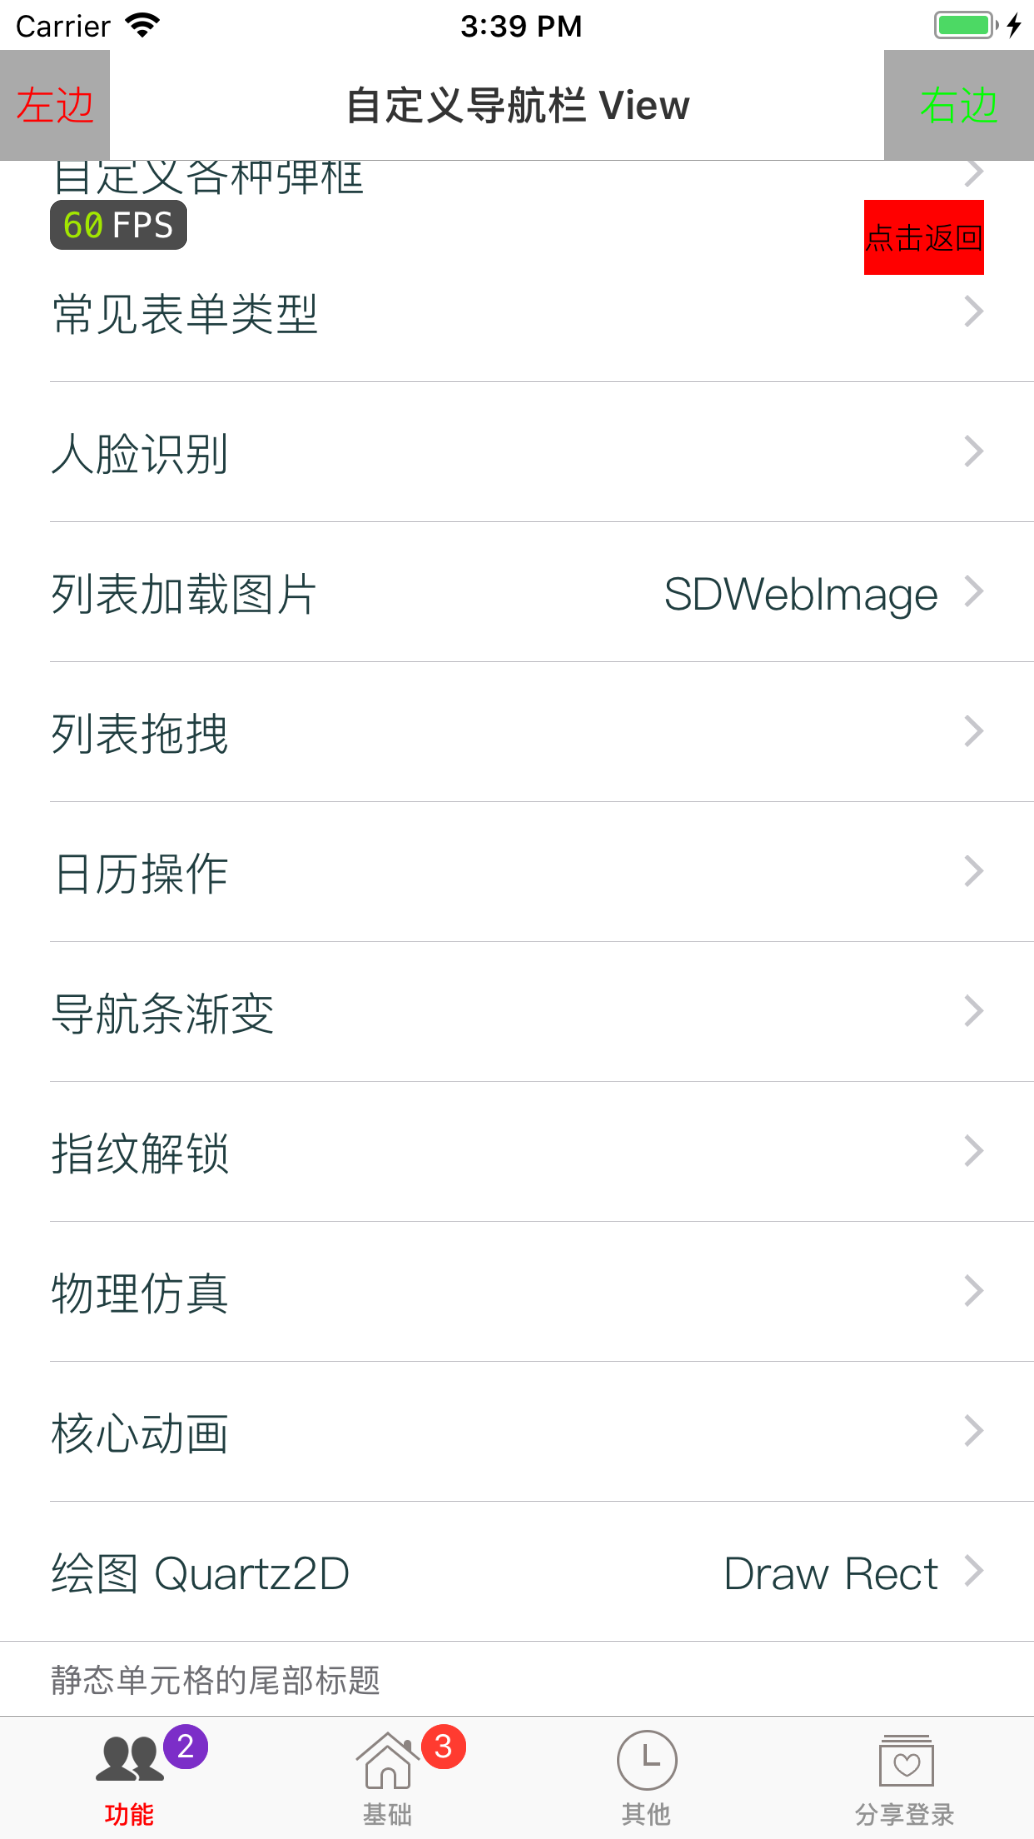 Carrier 3:39 PM
左边 自定义导航栏 View 右边
自定义各种弹框
60 FPS 点击返回
常见表单类型
人脸识别
列表加载图片 SDWebImage
列表拖拽
日历操作
导航条渐变
指纹解锁
物理仿真
核心动画
绘图 Quartz2D Draw Rect
静态单元格的尾部标题
2 3
功能 基础 其他 分享登录